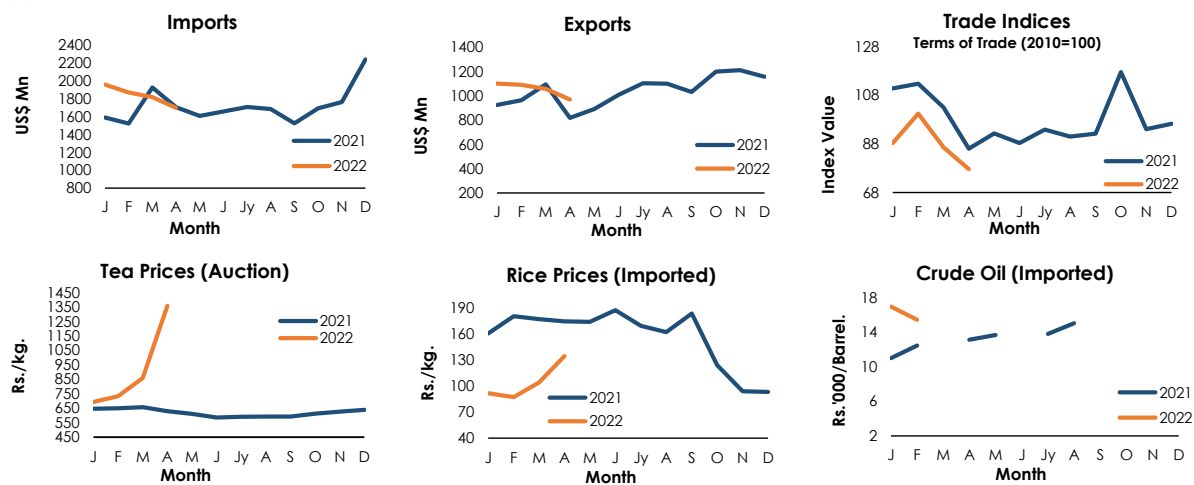 Imports
2400
2200
2000
1800
1600
1400
1200
1000
800
US$ Mn
2021
2022
J F M A M J Jy A S O N D
Month
Exports
1400
1200
1000
800
600
400
200
US$ Mn
2021
2022
J F M A M J Jy A S O N D
Month
Trade Indices
Terms of Trade (2010=100)
128
108
88
68
Index Value
2021
2022
J F M A M J Jy A S O N D
Month
Tea Prices (Auction)
1450
1350
1250
1150
1050
950
850
750
650
550
450
Rs./kg.
2021
2022
J F M A M J Jy A S O N D
Month
Rice Prices (Imported)
190
160
130
100
70
40
Rs./kg.
2021
2022
J F M A M J Jy A S O N D
Month
Crude Oil (Imported)
18
14
10
6
2
Rs.'000/Barrel.
2021
2022
J F M A M J Jy A S O N D
Month